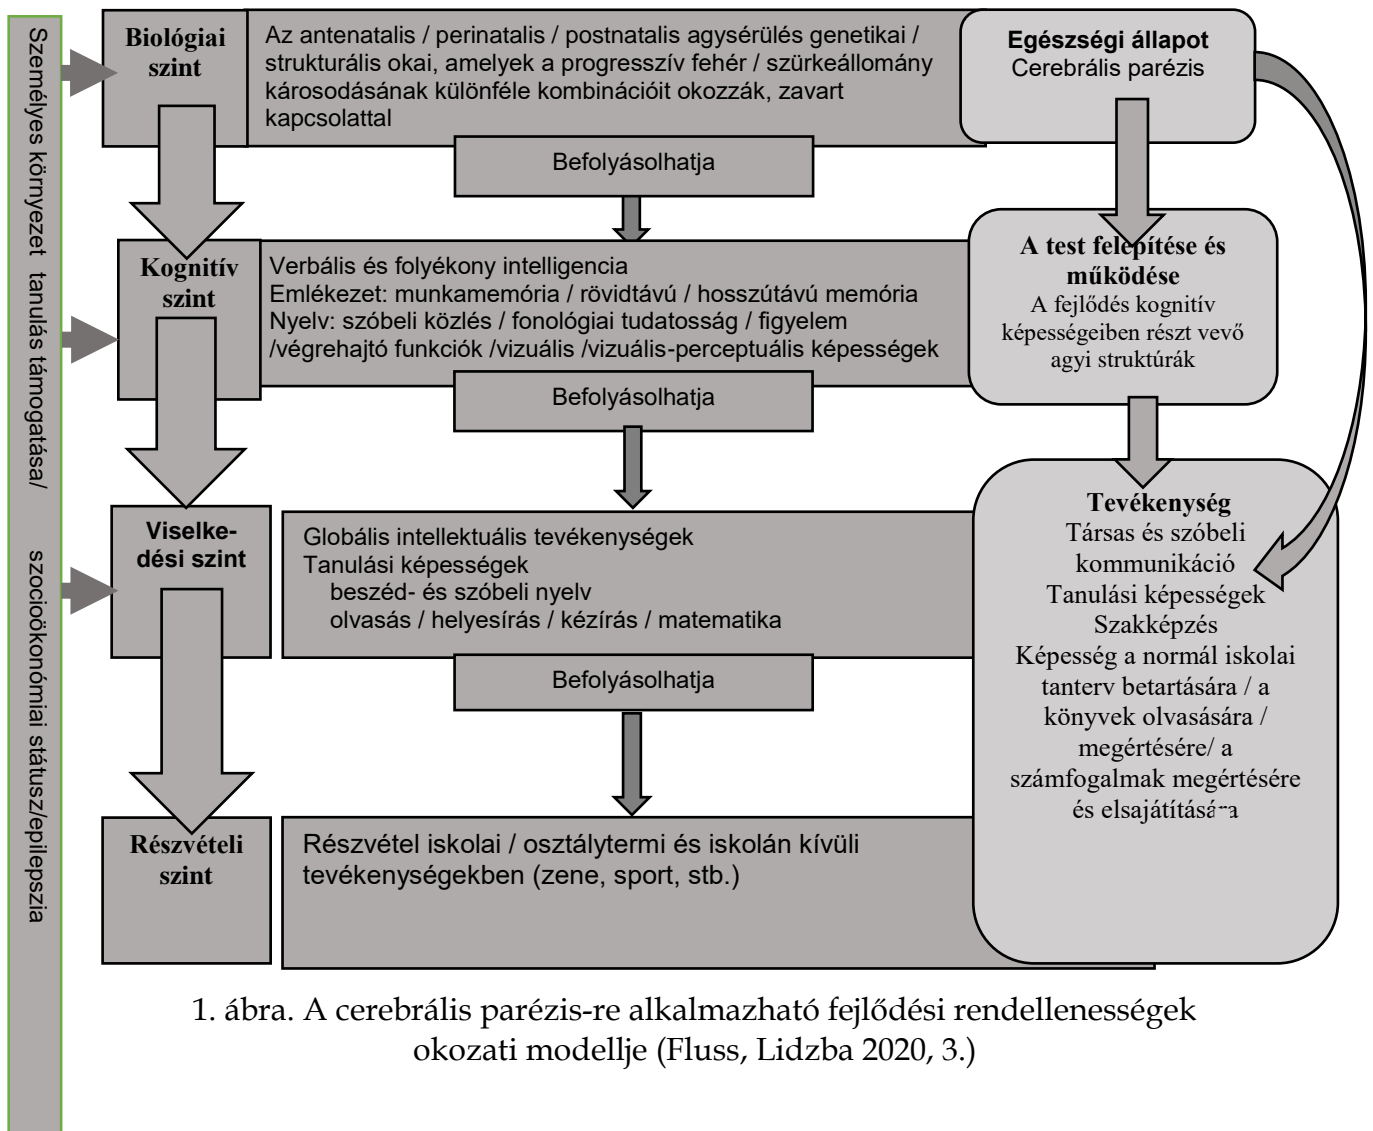 Személyes környezet tanulás támogatása/ szocioökonómiai státusz/epilepszia
Biológiai
szint
Az antenatalis / perinatalis / postnatalis agysérülés genetikai /
strukturális okai, amelyek a progresszív fehér / szürkeállomány
károsodásának különféle kombinációit okozzák, zavart
kapcsolattal
Egészségi állapot
Cerebrális parézis
Befolyásolhatja
Kognitív
szint
Verbális és folyékony intelligencia
Emlékezet: munkamemória / rövidtávú / hosszútávú memória
Nyelv: szóbeli közlés / fonológiai tudatosság / figyelem
/végrehajtó funkciók /vizuális /vizuális-perceptuális képességek
A test felépítése és
működése
A fejlődés kognitív
képességeiben részt vevő
agyi struktúrák
Befolyásolhatja
Viselke-
dési szint
Globális intellektuális tevékenységek
Tanulási képességek
beszéd- és szóbeli nyelv
olvasás / helyesírás / kézírás / matematika
Tevékenység
Társas és szóbeli
kommunikáció
Tanulási képességek
Szakképzés
Képesség a normál iskolai
tanterv betartására / a
könyvek olvasására /
megértésére/ a
számfogalmak megértésére
és elsajátítására
Befolyásolhatja
Részvételi
szint
Részvétel iskolai / osztálytermi és iskolán kívüli
tevékenységekben (zene, sport, stb.)
1. ábra. A cerebrális parézis-re alkalmazható fejlődési rendellenességek
okozati modellje (Fluss, Lidzba 2020, 3.)